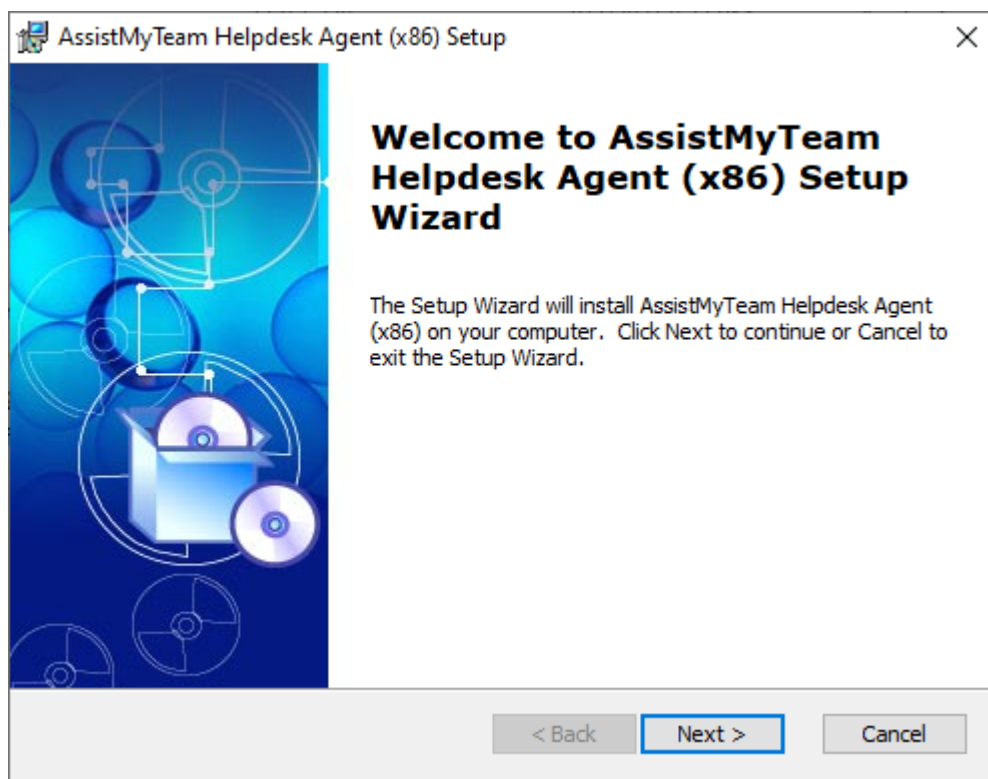 AssistMyTeam Helpdesk Agent (x86) Setup
Welcome to AssistMyTeam
Helpdesk Agent (x86) Setup
Wizard
The Setup Wizard will install AssistMyTeam Helpdesk Agent
(x86) on your computer.  Click Next to continue or Cancel to
exit the Setup Wizard.
< Back
Next >
Cancel